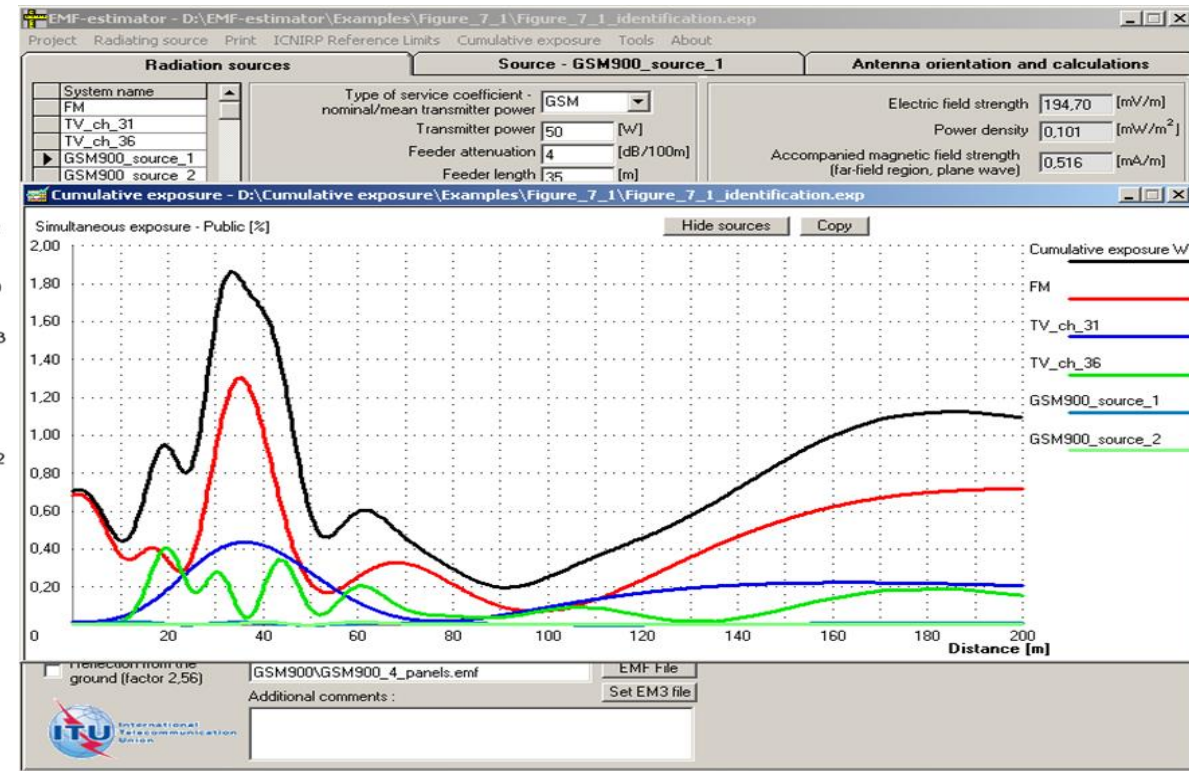 EMF-estimator - D:\EMF-estimator\Examples\Figure_7_1\Figure_7_1_identification.exp
Project Radiating source Print ICNIRP Reference Limits Cumulative exposure Tools About
Radiation sources
Source - GSM900_source_1
Antenna orientation and calculations
System name
FM
TV_ch_31
TV_ch_36
GSM900_source_1
GSM900_source_2
Type of service coefficient -
nominal/mean transmitter power GSM
Transmitter power 50 [W]
Feeder attenuation 4 [dB/100m]
Feeder length 35 [m]
Electric field strength 194,70 [mV/m]
Power density 0,101 [mW/m²]
Accompanied magnetic field strength
(far-field region, plane wave) 0,516 [mA/m]
Cumulative exposure - D:\Cumulative exposure\Examples\Figure_7_1\Figure_7_1_identification.exp
Simultaneous exposure - Public [%]
Hide sources Copy
2,00
1,80
1,60
1,40
1,20
1,00
0,80
0,60
0,40
0,20
0 20 40 60 80 100 120 140 160 180 200
Distance [m]
Cumulative exposure W
FM
TV_ch_31
TV_ch_36
GSM900_source_1
GSM900_source_2
ground (factor 2,56)
GSM900\GSM900_4_panels.emf
EMF File
Additional comments :
Set EM3 file
ITU International
Telecommunication
Union